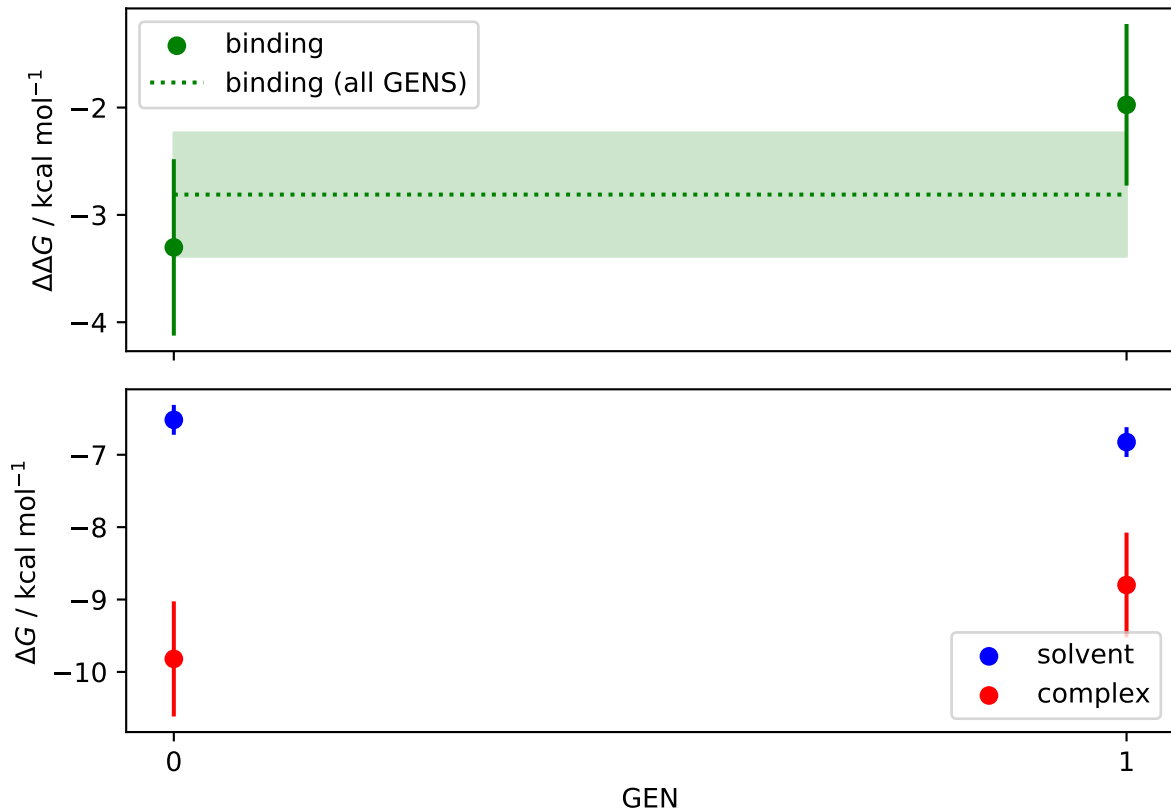 binding
binding (all GENS)
−2
−3
−4
ΔΔG / kcal mol⁻¹
−7
−8
−9
−10
ΔG / kcal mol⁻¹
solvent
complex
0
1
GEN